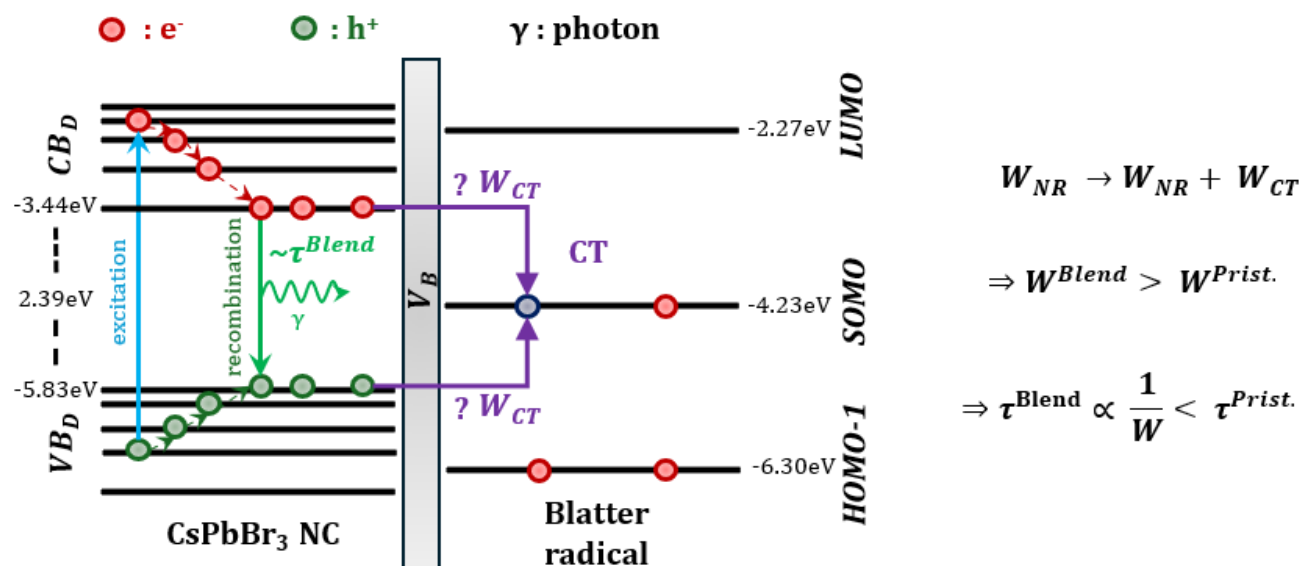 : e⁻
: h⁺
γ : photon
CB_D
-3.44eV
2.39eV
-5.83eV
VB_D
excitation
recombination
~τ^Blend
γ
V_B
? W_CT
CT
? W_CT
-2.27eV
LUMO
-4.23eV
SOMO
-6.30eV
HOMO-1
CsPbBr₃ NC
Blatter
radical
W_NR → W_NR + W_CT
⇒ W^Blend > W^Prist.
⇒ τ^Blend ∝ 1/W < τ^Prist.